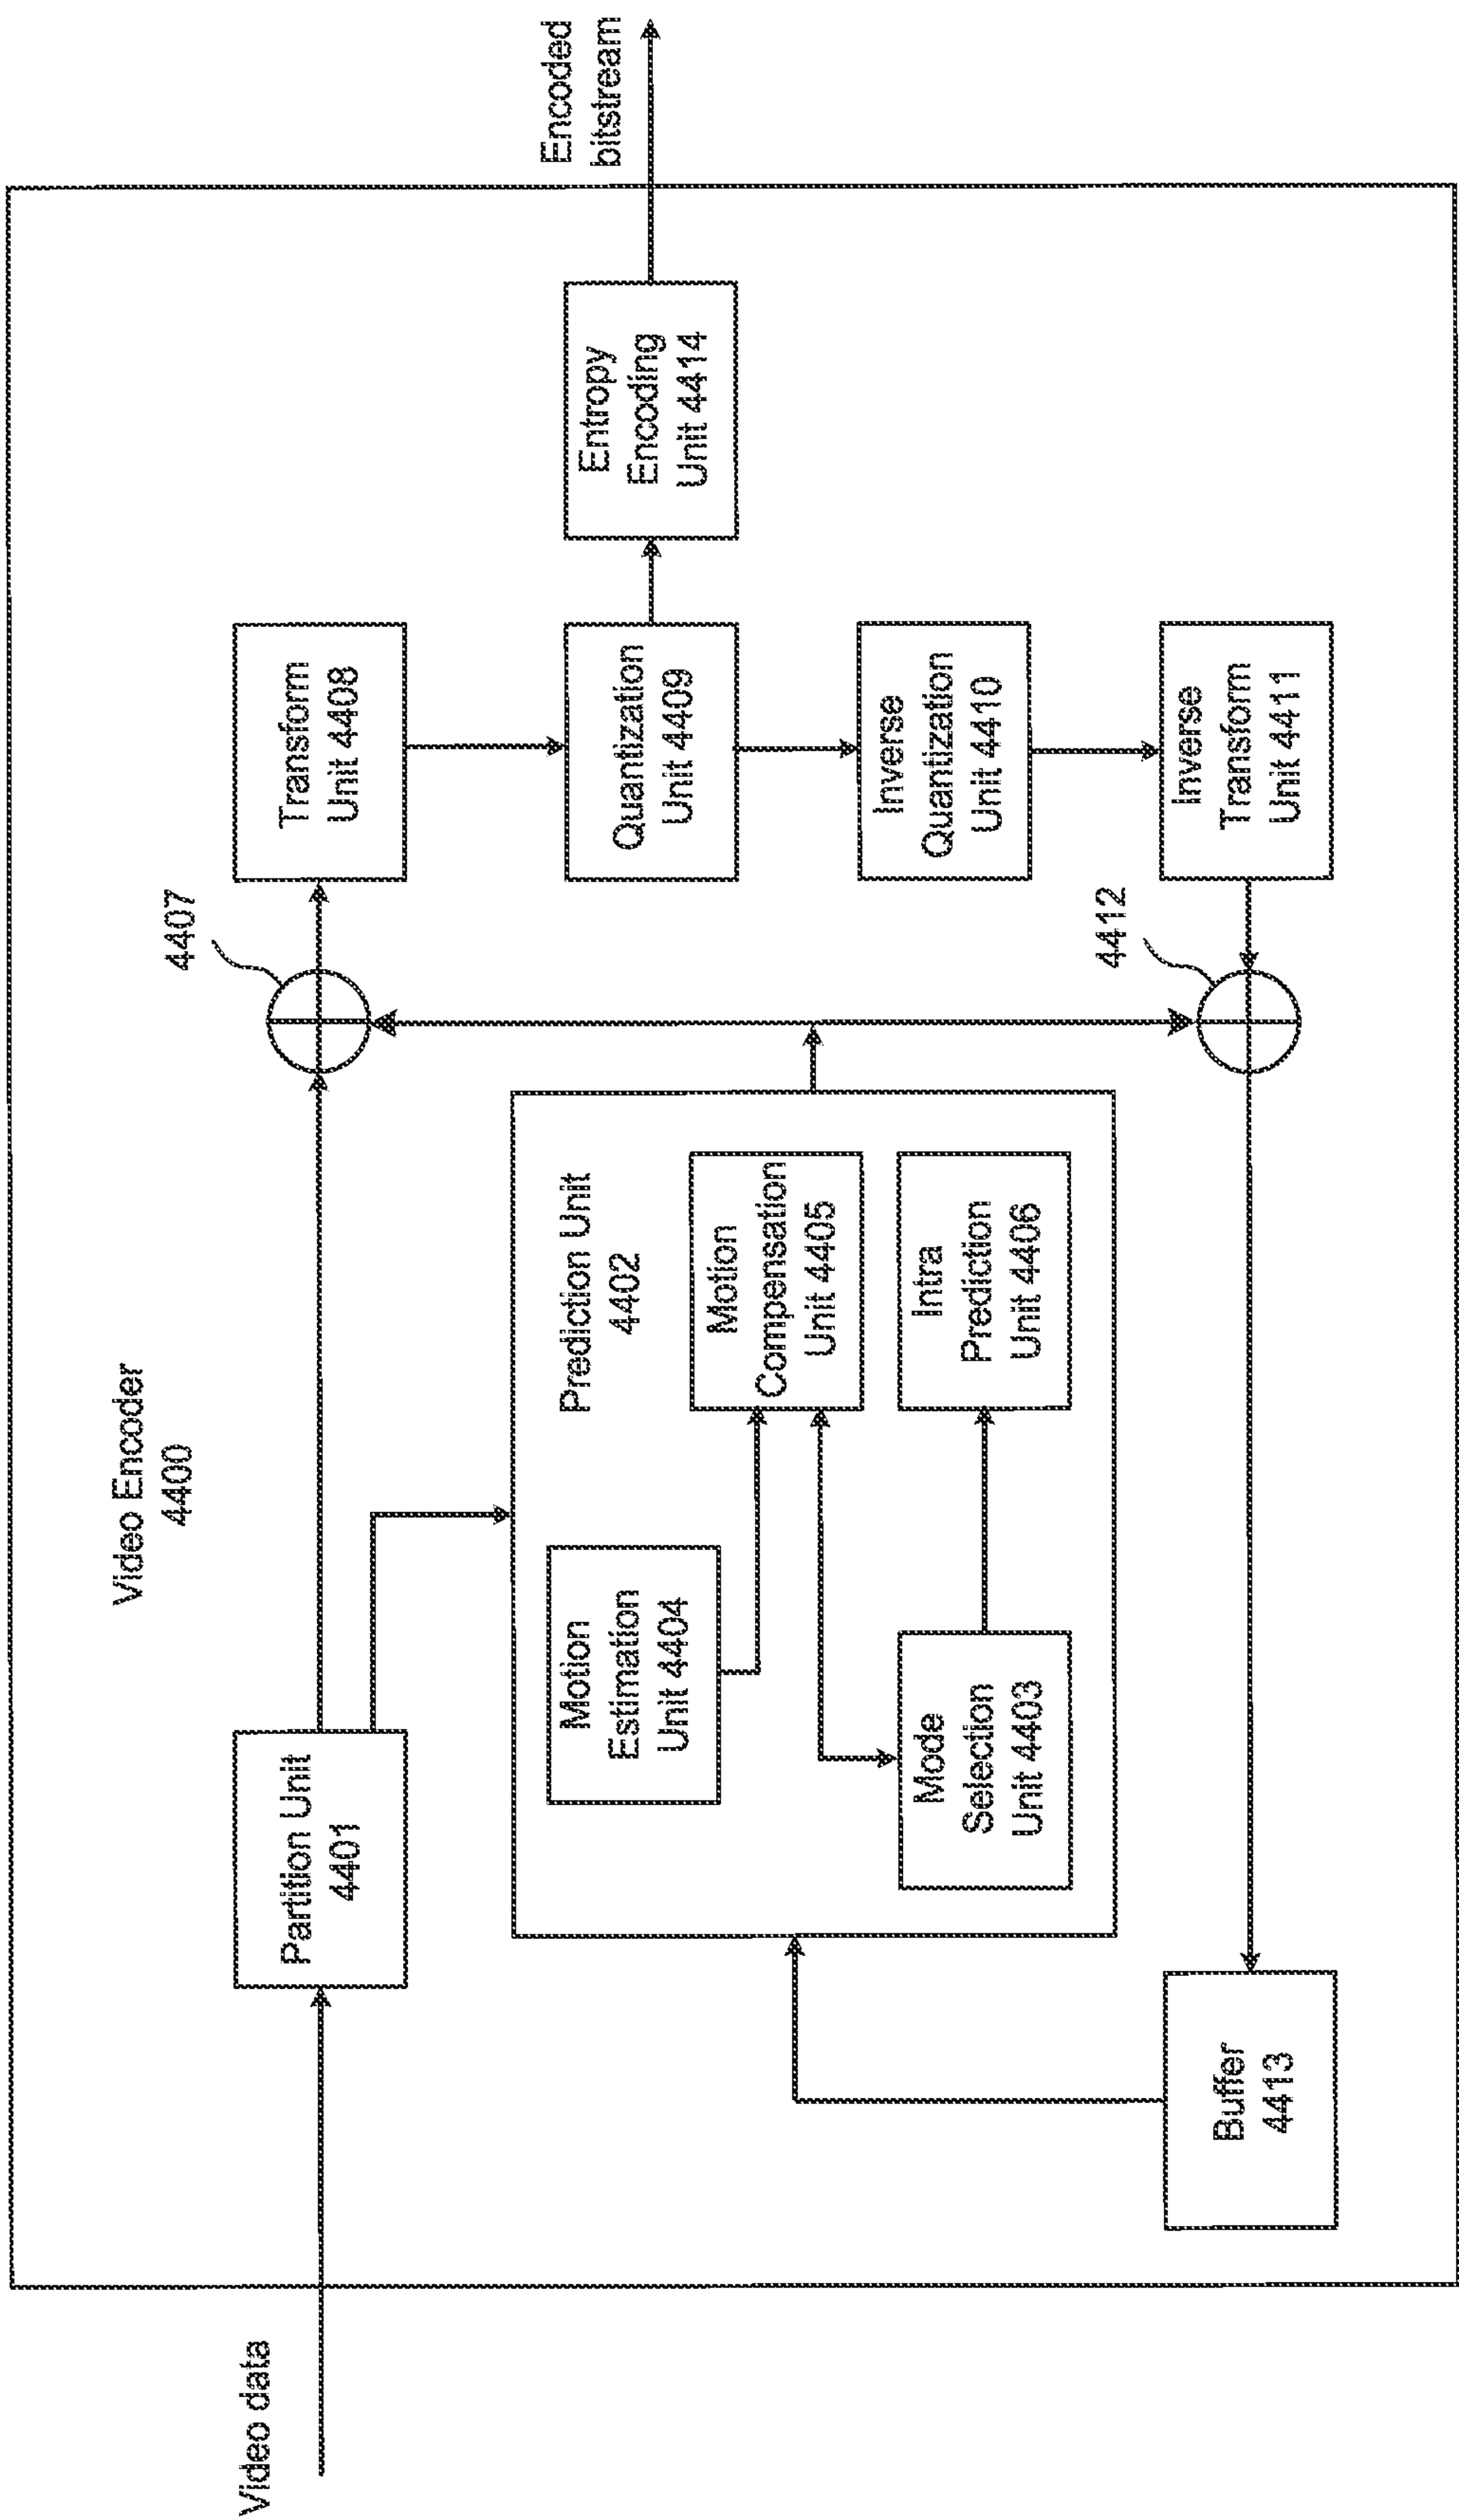 Video Encoder
4400
Video data
Partition Unit
4401
4407
Transform
Unit 4408
Prediction Unit
4402
Motion
Estimation
Unit 4404
Motion
Compensation
Unit 4405
Mode
Selection
Unit 4403
Intra
Prediction
Unit 4406
Quantization
Unit 4409
Entropy
Encoding
Unit 4414
Encoded
bitstream
Inverse
Quantization
Unit 4410
Buffer
4413
4412
Inverse
Transform
Unit 4411